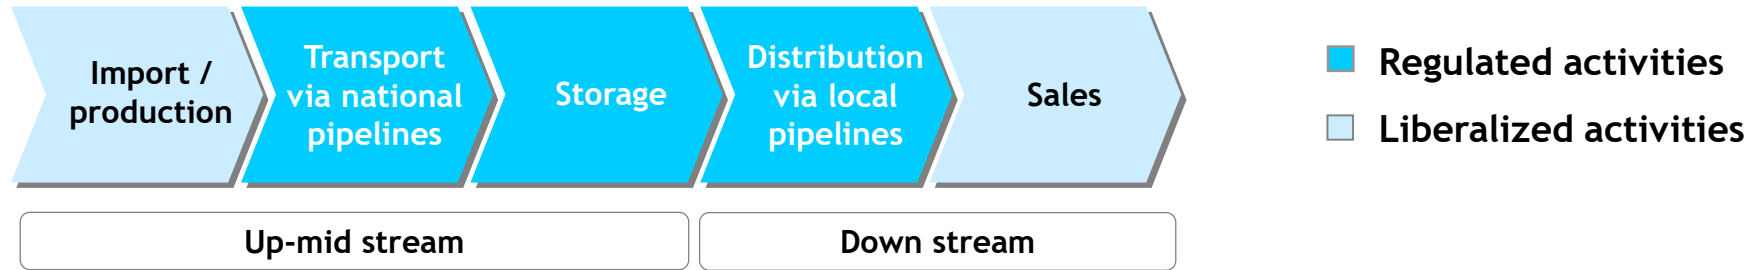 Import /
production
Transport
via national
pipelines
Storage
Distribution
via local
pipelines
Sales
Regulated activities
Liberalized activities
Up-mid stream
Down stream